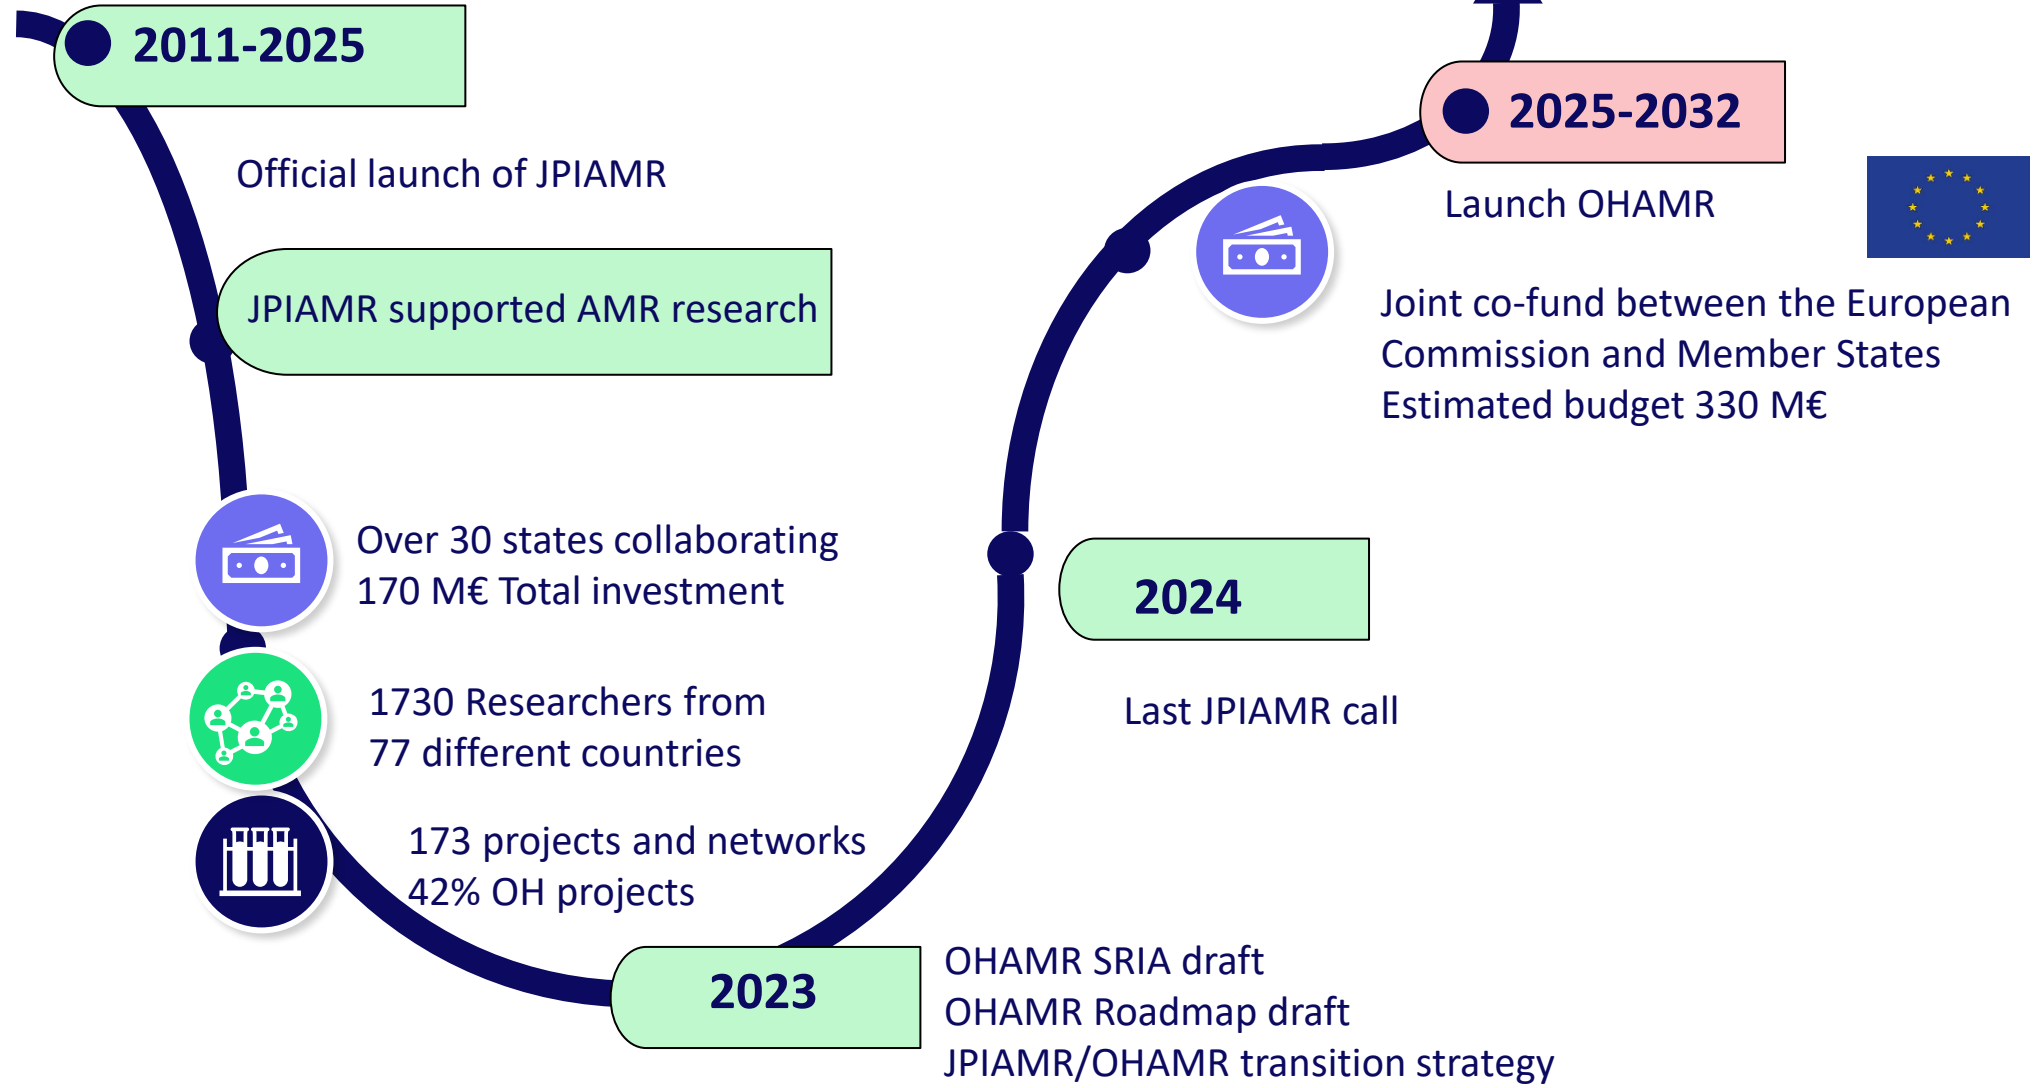 2011-2025
Official launch of JPIAMR
JPIAMR supported AMR research
Over 30 states collaborating
170 M€ Total investment
1730 Researchers from
77 different countries
173 projects and networks
42% OH projects
2023
OHAMR SRIA draft
OHAMR Roadmap draft
JPIAMR/OHAMR transition strategy
2024
Last JPIAMR call
2025-2032
Launch OHAMR
Joint co-fund between the European
Commission and Member States
Estimated budget 330 M€